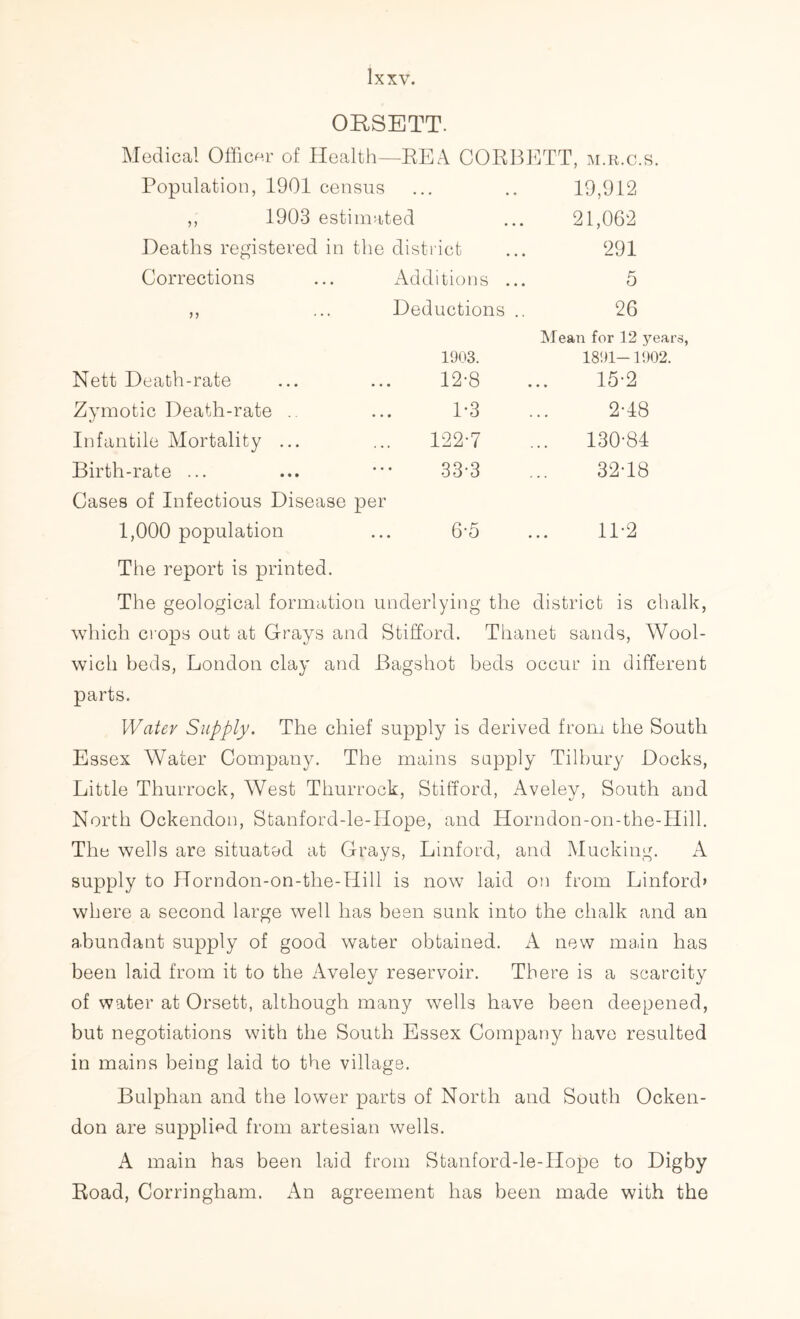 lxxv.
ORSETT.
Medical Officer of Health—REA CORBETT, M.R.C.S.
Population, 1901 census ... .. 19,912
,, 1903 estimated ... 21,062
Deaths registered in the district ... 291
Corrections ... Additions ... 5
,, ... Deductions .. 26
Mean for 12 years,
1903. 1891–1902.
Nett Death-rate ... ... 12·8 ... 15·2
Zymotic Death-rate .. ... 1·3 ... 2·48
Infantile Mortality ... ... 122·7 ... 130·84
Birth-rate ... ... ... 33·3 ... 32·18
Cases of Infectious Disease per
1,000 population ... 6·5 ... 11·2
The report is printed.
The geological formation underlying the district is chalk,
which crops out at Grays and Stifford. Thanet sands, Wool-
wich beds, London clay and Bagshot beds occur in different
parts.
Water Supply. The chief supply is derived from the South
Essex Water Company. The mains supply Tilbury Docks,
Little Thurrock, West Thurrock, Stifford, Aveley, South and
North Ockendon, Stanford-le-Hope, and Horndon-on-the-Hill.
The wells are situated at Grays, Linford, and Mucking. A
supply to Horndon-on-the-Hill is now laid on from Linford,
where a second large well has been sunk into the chalk and an
abundant supply of good water obtained. A new main has
been laid from it to the Aveley reservoir. There is a scarcity
of water at Orsett, although many wells have been deepened,
but negotiations with the South Essex Company have resulted
in mains being laid to the village.
Bulphan and the lower parts of North and South Ocken-
don are supplied from artesian wells.
A main has been laid from Stanford-le-Hope to Digby
Road, Corringham. An agreement has been made with the